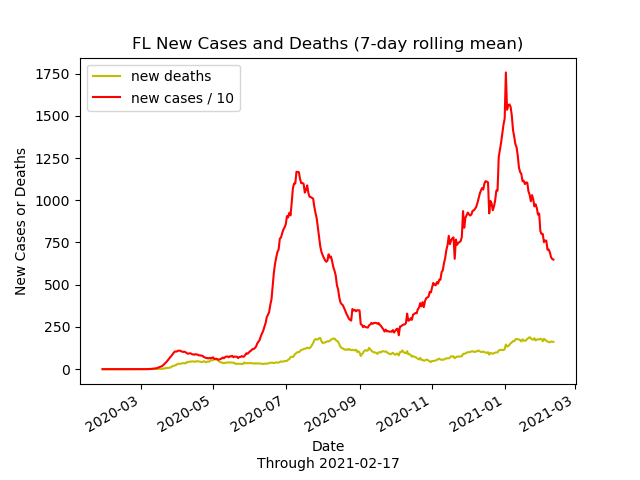 FL New Cases and Deaths (7-day rolling mean)
new deaths
new cases / 10
1750
1500
1250
1000
750
500
250
0
New Cases or Deaths
2020-03
2020-05
2020-07
2020-09
2020-11
2021-01
2021-03
Date
Through 2021-02-17